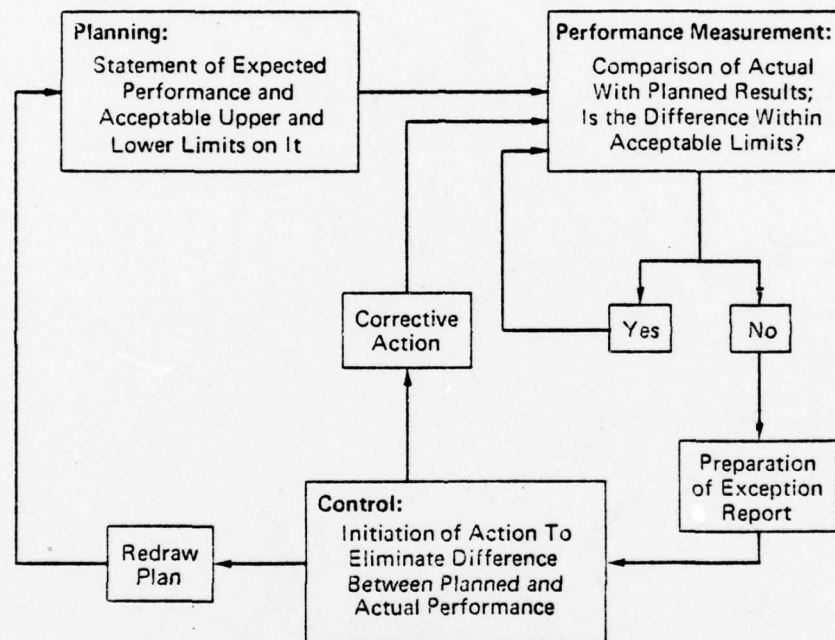 Planning:
Statement of Expected
Performance and
Acceptable Upper and
Lower Limits on It
Performance Measurement:
Comparison of Actual
With Planned Results;
Is the Difference Within
Acceptable Limits?
Corrective
Action
Yes
No
Preparation
of Exception
Report
Control:
Initiation of Action To
Eliminate Difference
Between Planned and
Actual Performance
Redraw
Plan